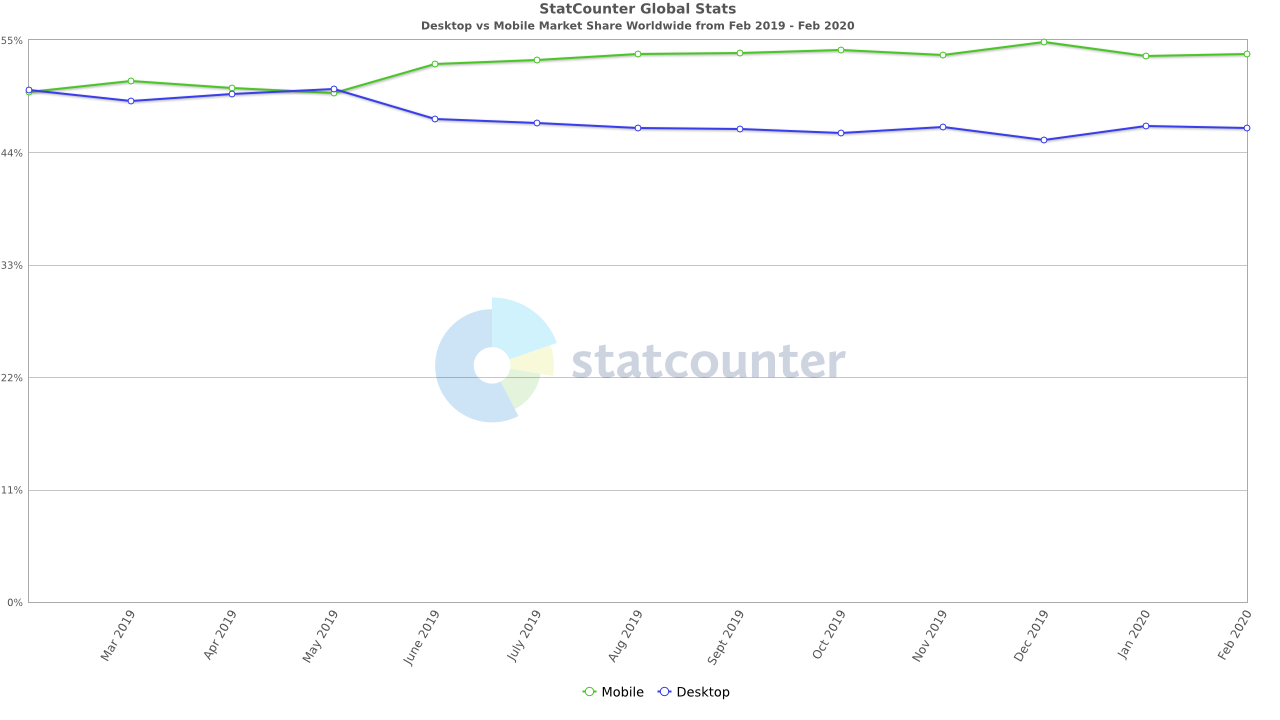 StatCounter Global Stats
Desktop vs Mobile Market Share Worldwide from Feb 2019 - Feb 2020
55%
44%
33%
22%
11%
0%
statcounter
Mar 2019
Apr 2019
May 2019
June 2019
July 2019
Aug 2019
Sept 2019
Oct 2019
Nov 2019
Dec 2019
Jan 2020
Feb 2020
Mobile Desktop